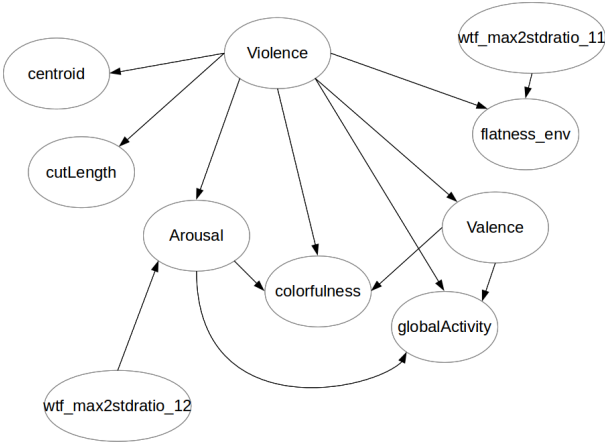 wtf_max2stdratio_11
Violence
centroid
flatness_env
cutLength
Valence
Arousal
colorfulness
globalActivity
wtf_max2stdratio_12